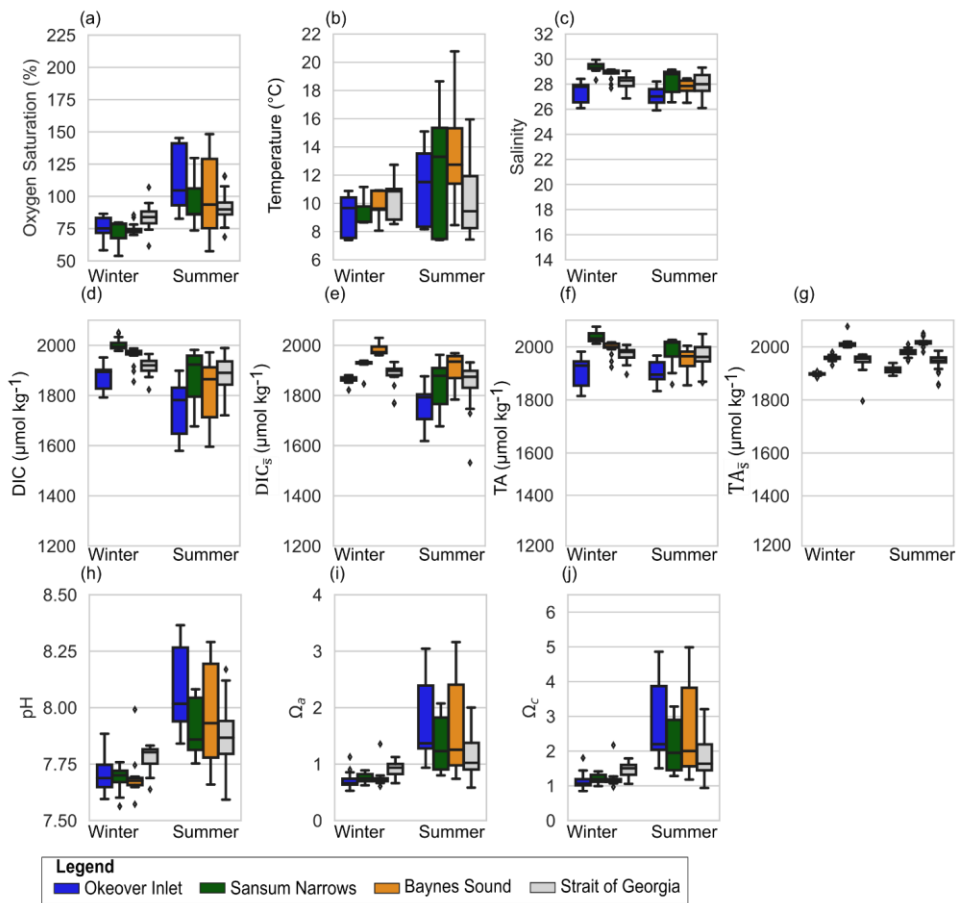 (a) (b) (c)
Oxygen Saturation (%)
225
200
175
150
125
100
75
50
Winter Summer
Temperature (°C)
22
20
18
16
14
12
10
8
6
Winter Summer
Salinity
32
30
28
26
24
22
20
18
16
14
Winter Summer
(d) (e) (f) (g)
DIC (μmol kg⁻¹)
2000
1800
1600
1400
1200
Winter Summer
DIC s̄ (μmol kg⁻¹)
2000
1800
1600
1400
1200
Winter Summer
TA (μmol kg⁻¹)
2000
1800
1600
1400
1200
Winter Summer
TA s̄ (μmol kg⁻¹)
2000
1800
1600
1400
1200
Winter Summer
(h) (i) (j)
pH
8.50
8.25
8.00
7.75
7.50
Winter Summer
Ωa
4
3
2
1
0
Winter Summer
Ωc
6
5
4
3
2
1
0
Winter Summer
Legend
Okeover Inlet Sansum Narrows Baynes Sound Strait of Georgia